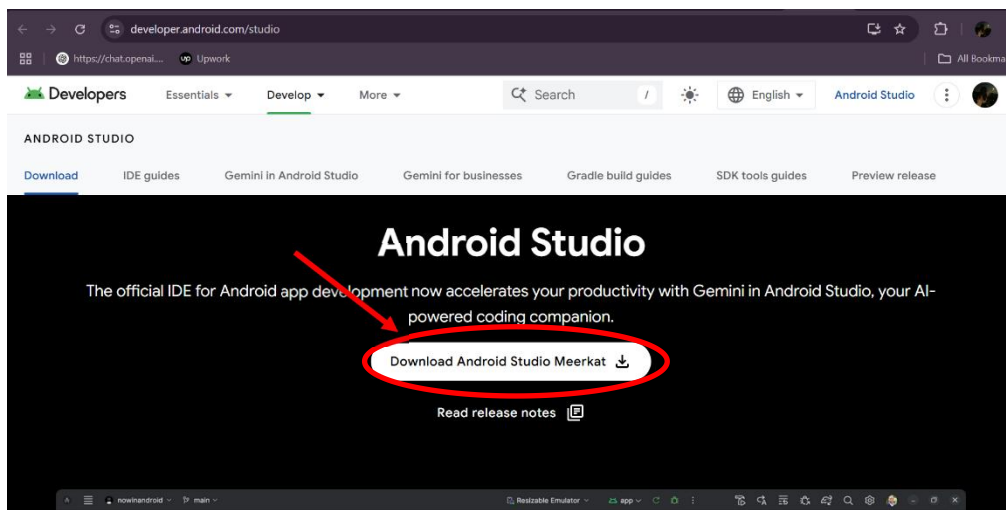 developer.android.com/studio
https://chat.openai.... up Upwork All Bookma
Developers Essentials Develop More Search / English Android Studio
ANDROID STUDIO
Download IDE guides Gemini in Android Studio Gemini for businesses Gradle build guides SDK tools guides Preview release
Android Studio
The official IDE for Android app development now accelerates your productivity with Gemini in Android Studio, your AI-
powered coding companion.
Download Android Studio Meerkat
Read release notes
nowinandroid main Resizable Emulator app